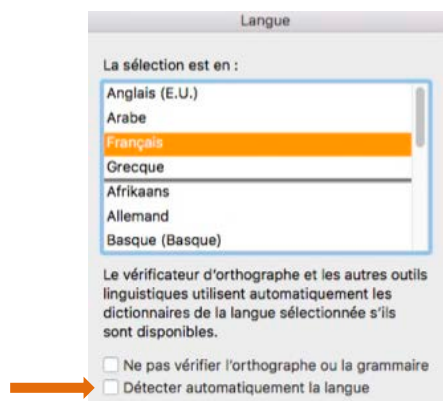 Langue
La sélection est en :
Anglais (E.U.)
Arabe
Français
Grecque
Afrikaans
Allemand
Basque (Basque)
Le vérificateur d'orthographe et les autres outils
linguistiques utilisent automatiquement les
dictionnaires de la langue sélectionnée s'ils
sont disponibles.
Ne pas vérifier l'orthographe ou la grammaire
Détecter automatiquement la langue